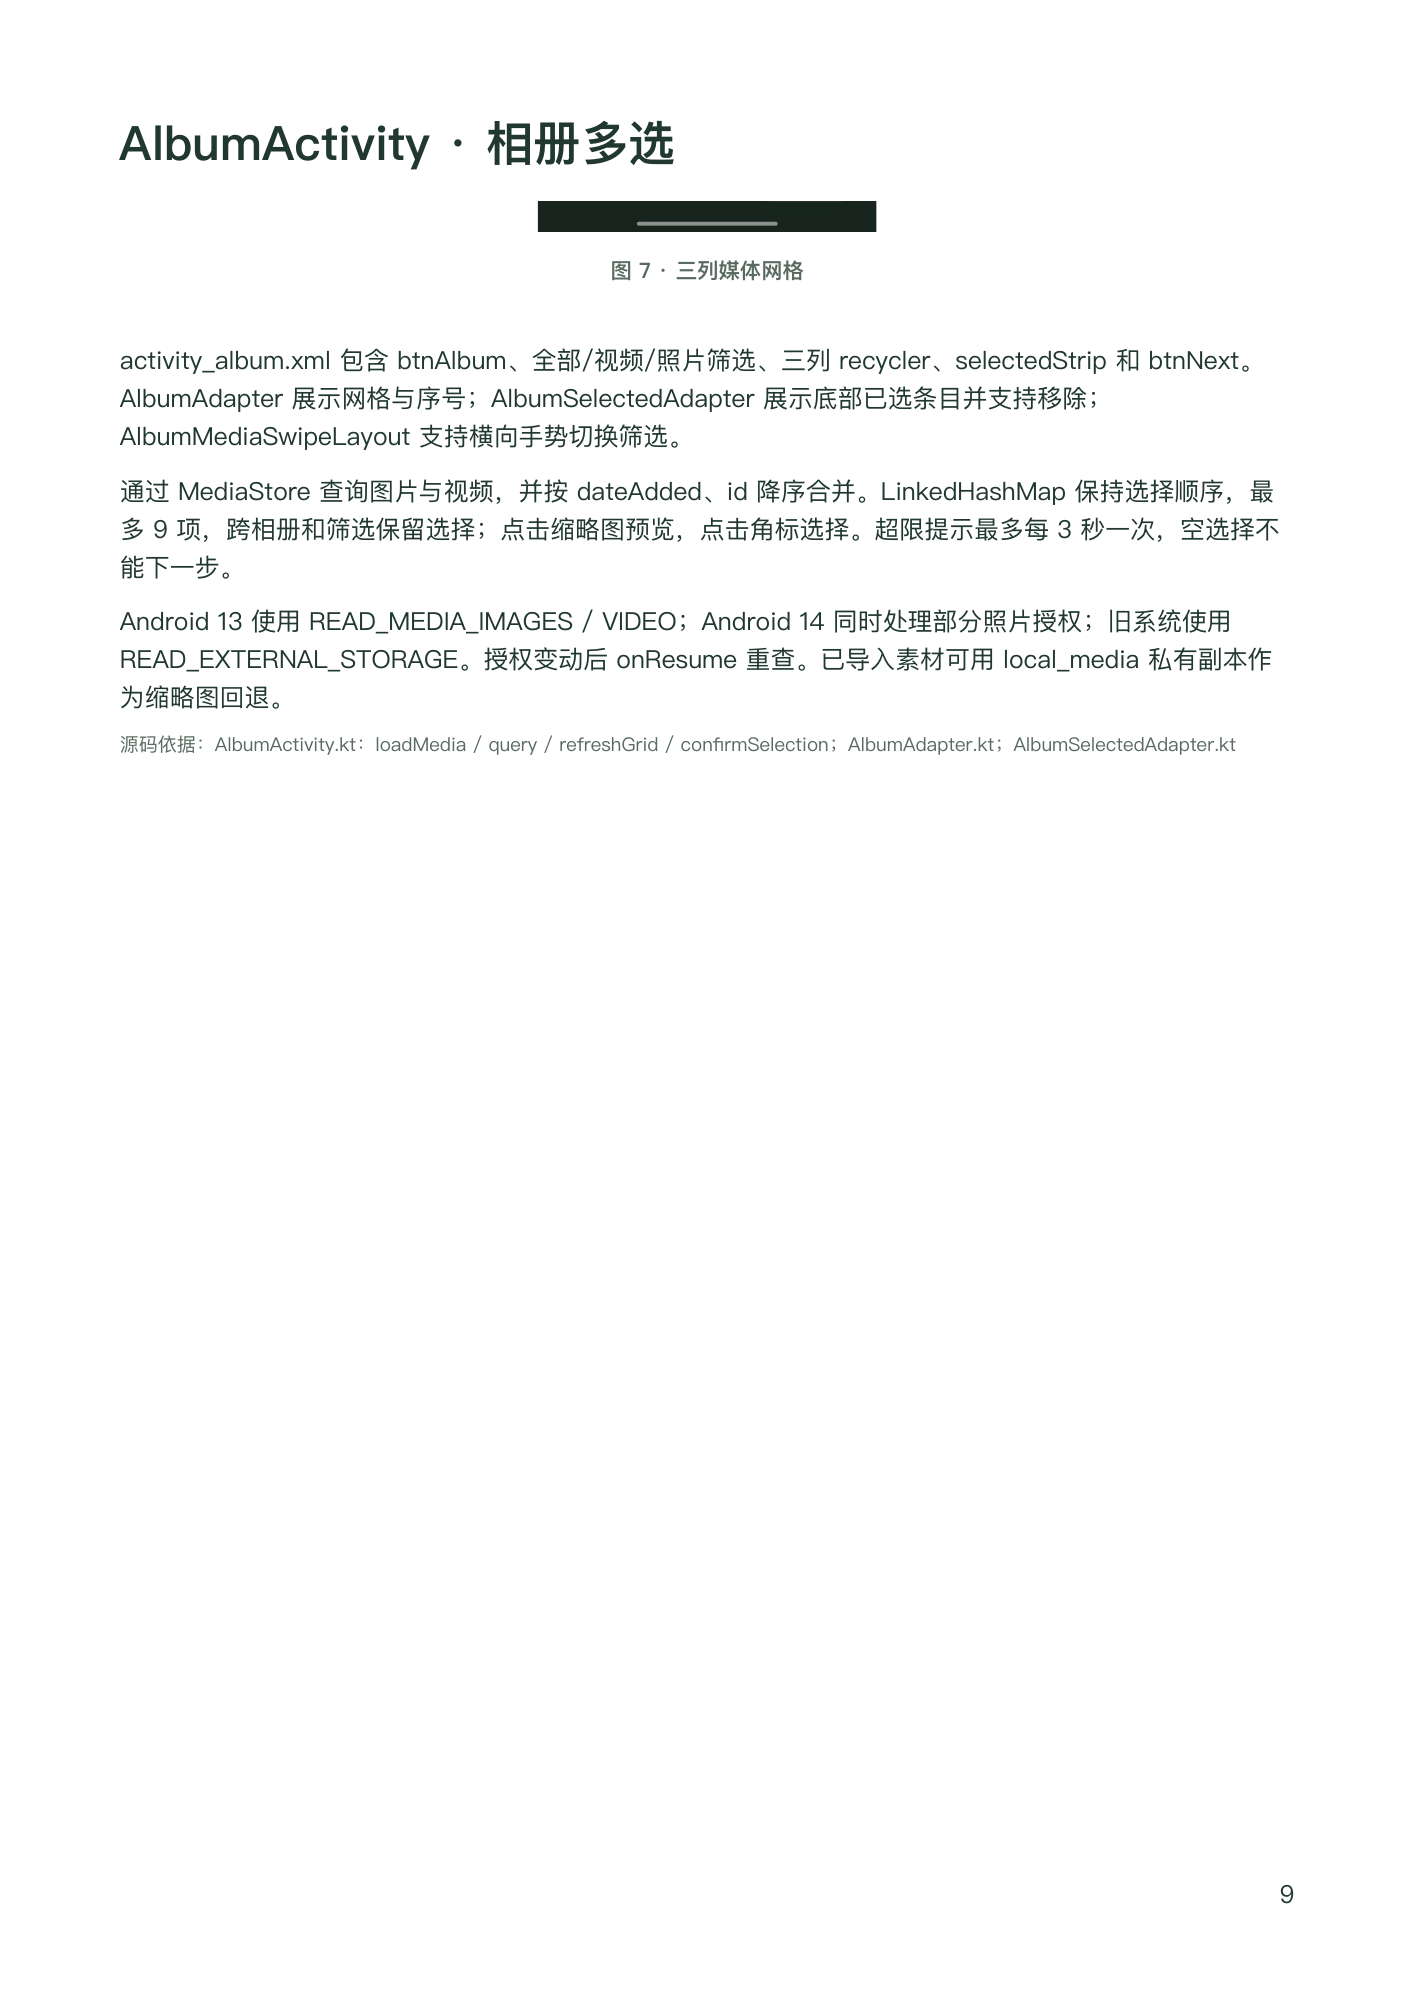 AlbumActivity · 相册多选
图 7 · 三列媒体网格
activity_album.xml 包含 btnAlbum、全部/视频/照片筛选、三列 recycler、selectedStrip 和 btnNext。
AlbumAdapter 展示网格与序号；AlbumSelectedAdapter 展示底部已选条目并支持移除；
AlbumMediaSwipeLayout 支持横向手势切换筛选。
通过 MediaStore 查询图片与视频，并按 dateAdded、id 降序合并。LinkedHashMap 保持选择顺序，最
多 9 项，跨相册和筛选保留选择；点击缩略图预览，点击角标选择。超限提示最多每 3 秒一次，空选择不
能下一步。
Android 13 使用 READ_MEDIA_IMAGES / VIDEO；Android 14 同时处理部分照片授权；旧系统使用
READ_EXTERNAL_STORAGE。授权变动后 onResume 重查。已导入素材可用 local_media 私有副本作
为缩略图回退。
源码依据：AlbumActivity.kt：loadMedia / query / refreshGrid / confirmSelection；AlbumAdapter.kt；AlbumSelectedAdapter.kt
9